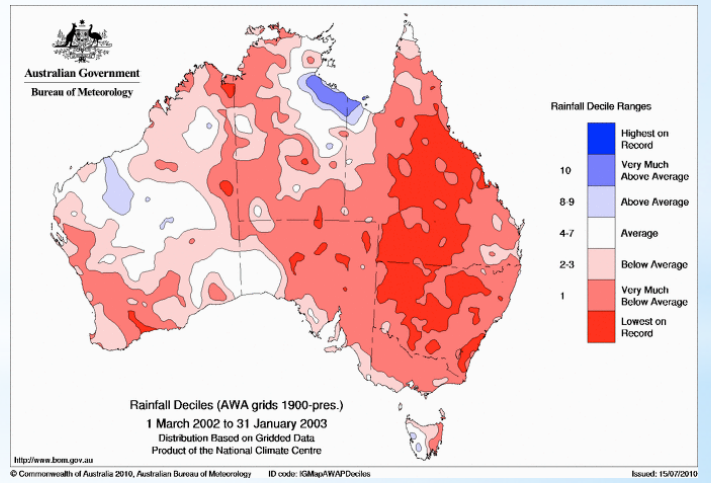 Australian Government
Bureau of Meteorology
Rainfall Decile Ranges
Highest on
Record
10
Very Much
Above Average
8-9
Above Average
4-7
Average
2-3
Below Average
1
Very Much
Below Average
Lowest on
Record
Rainfall Deciles (AWA grids 1900-pres.)
1 March 2002 to 31 January 2003
Distribution Based on Gridded Data
Product of the National Climate Centre
http://www.bom.gov.au
© Commonwealth of Australia 2010, Australian Bureau of Meteorology ID code: IGMapAWAPDeciles Issued: 15/07/2010